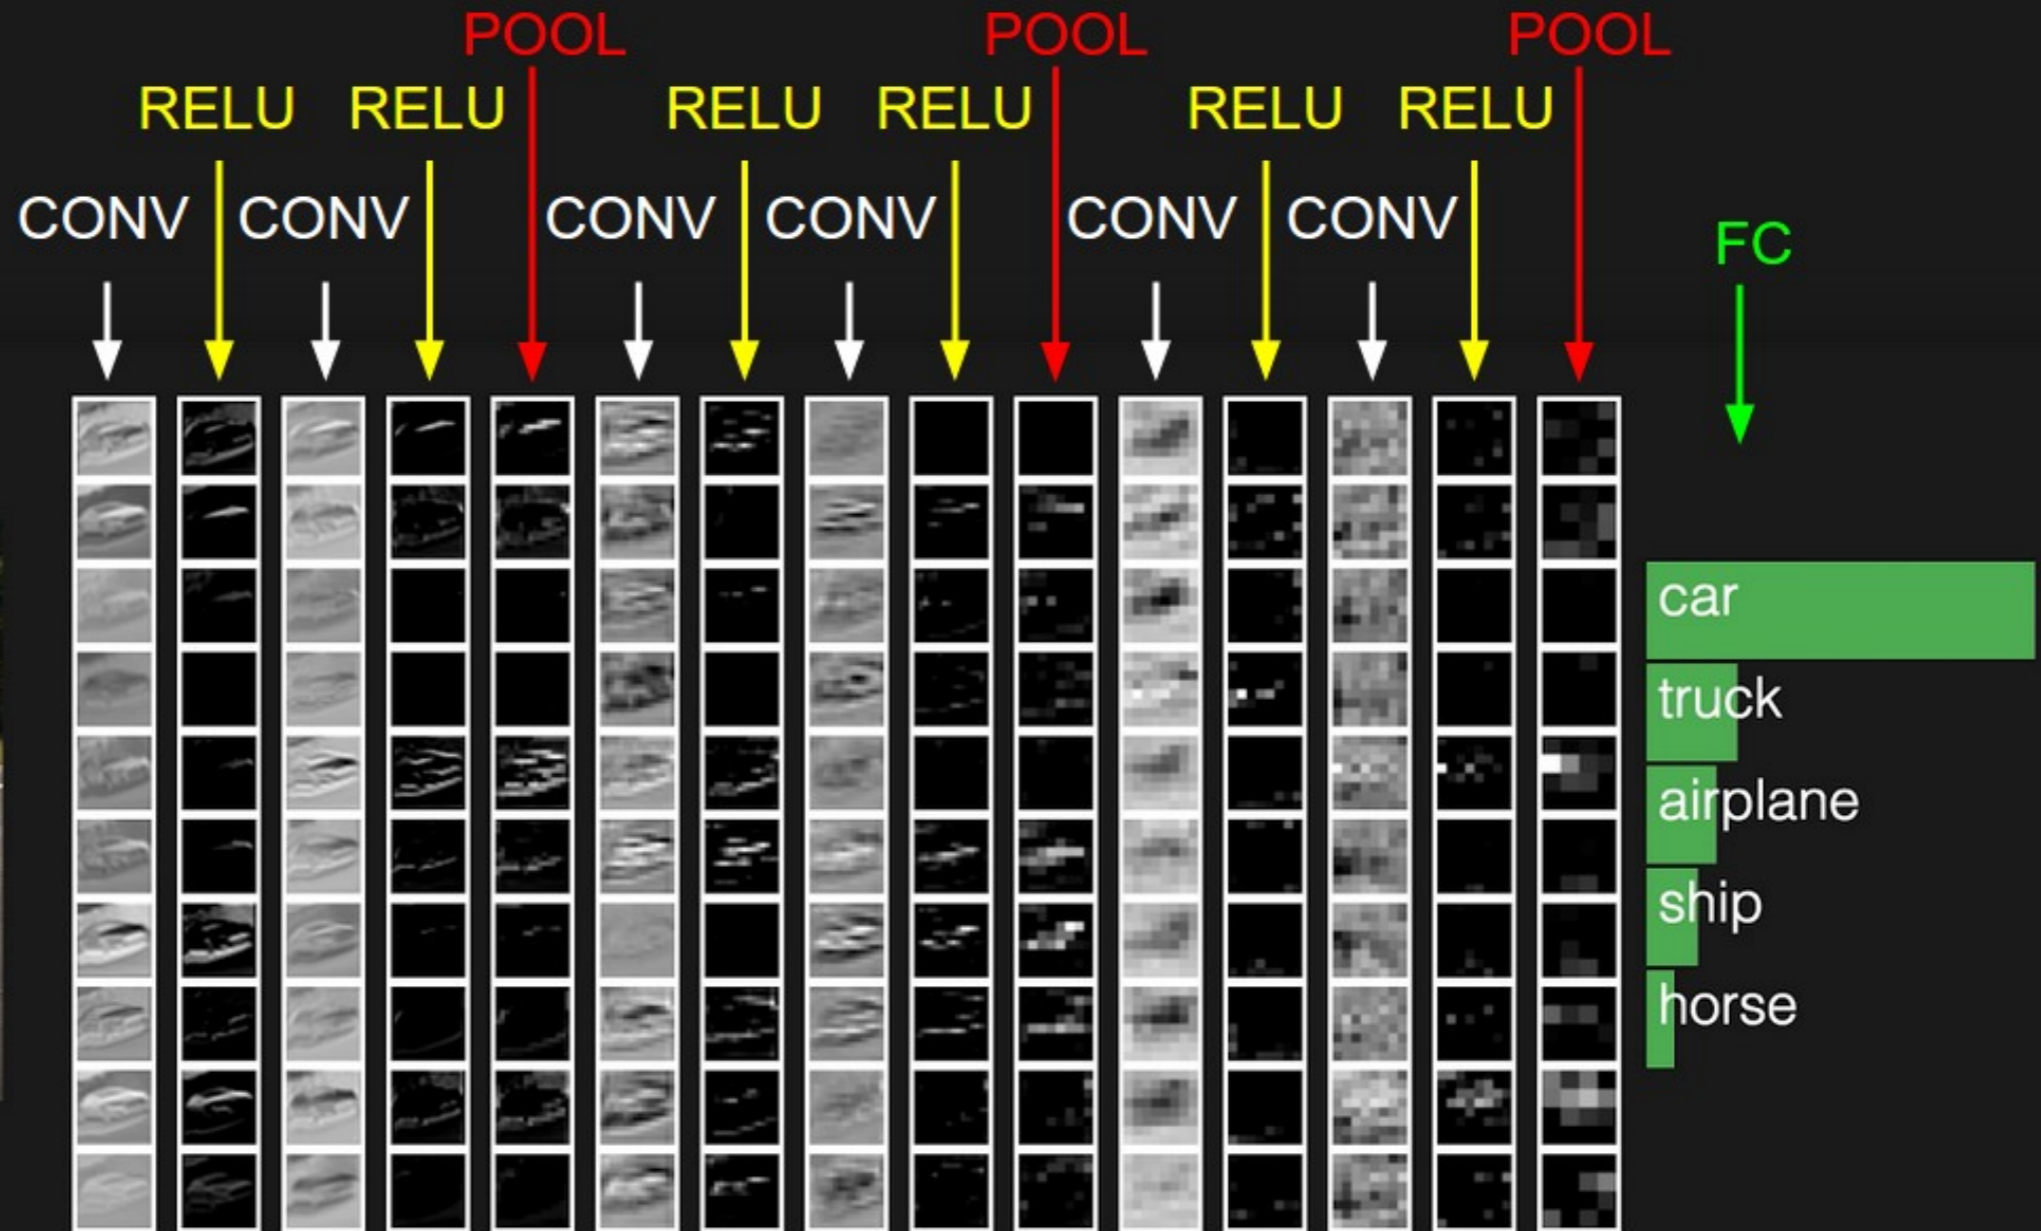 POOL POOL POOL
RELU RELU RELU RELU RELU RELU
CONV CONV CONV CONV CONV CONV
FC
car
truck
airplane
ship
horse